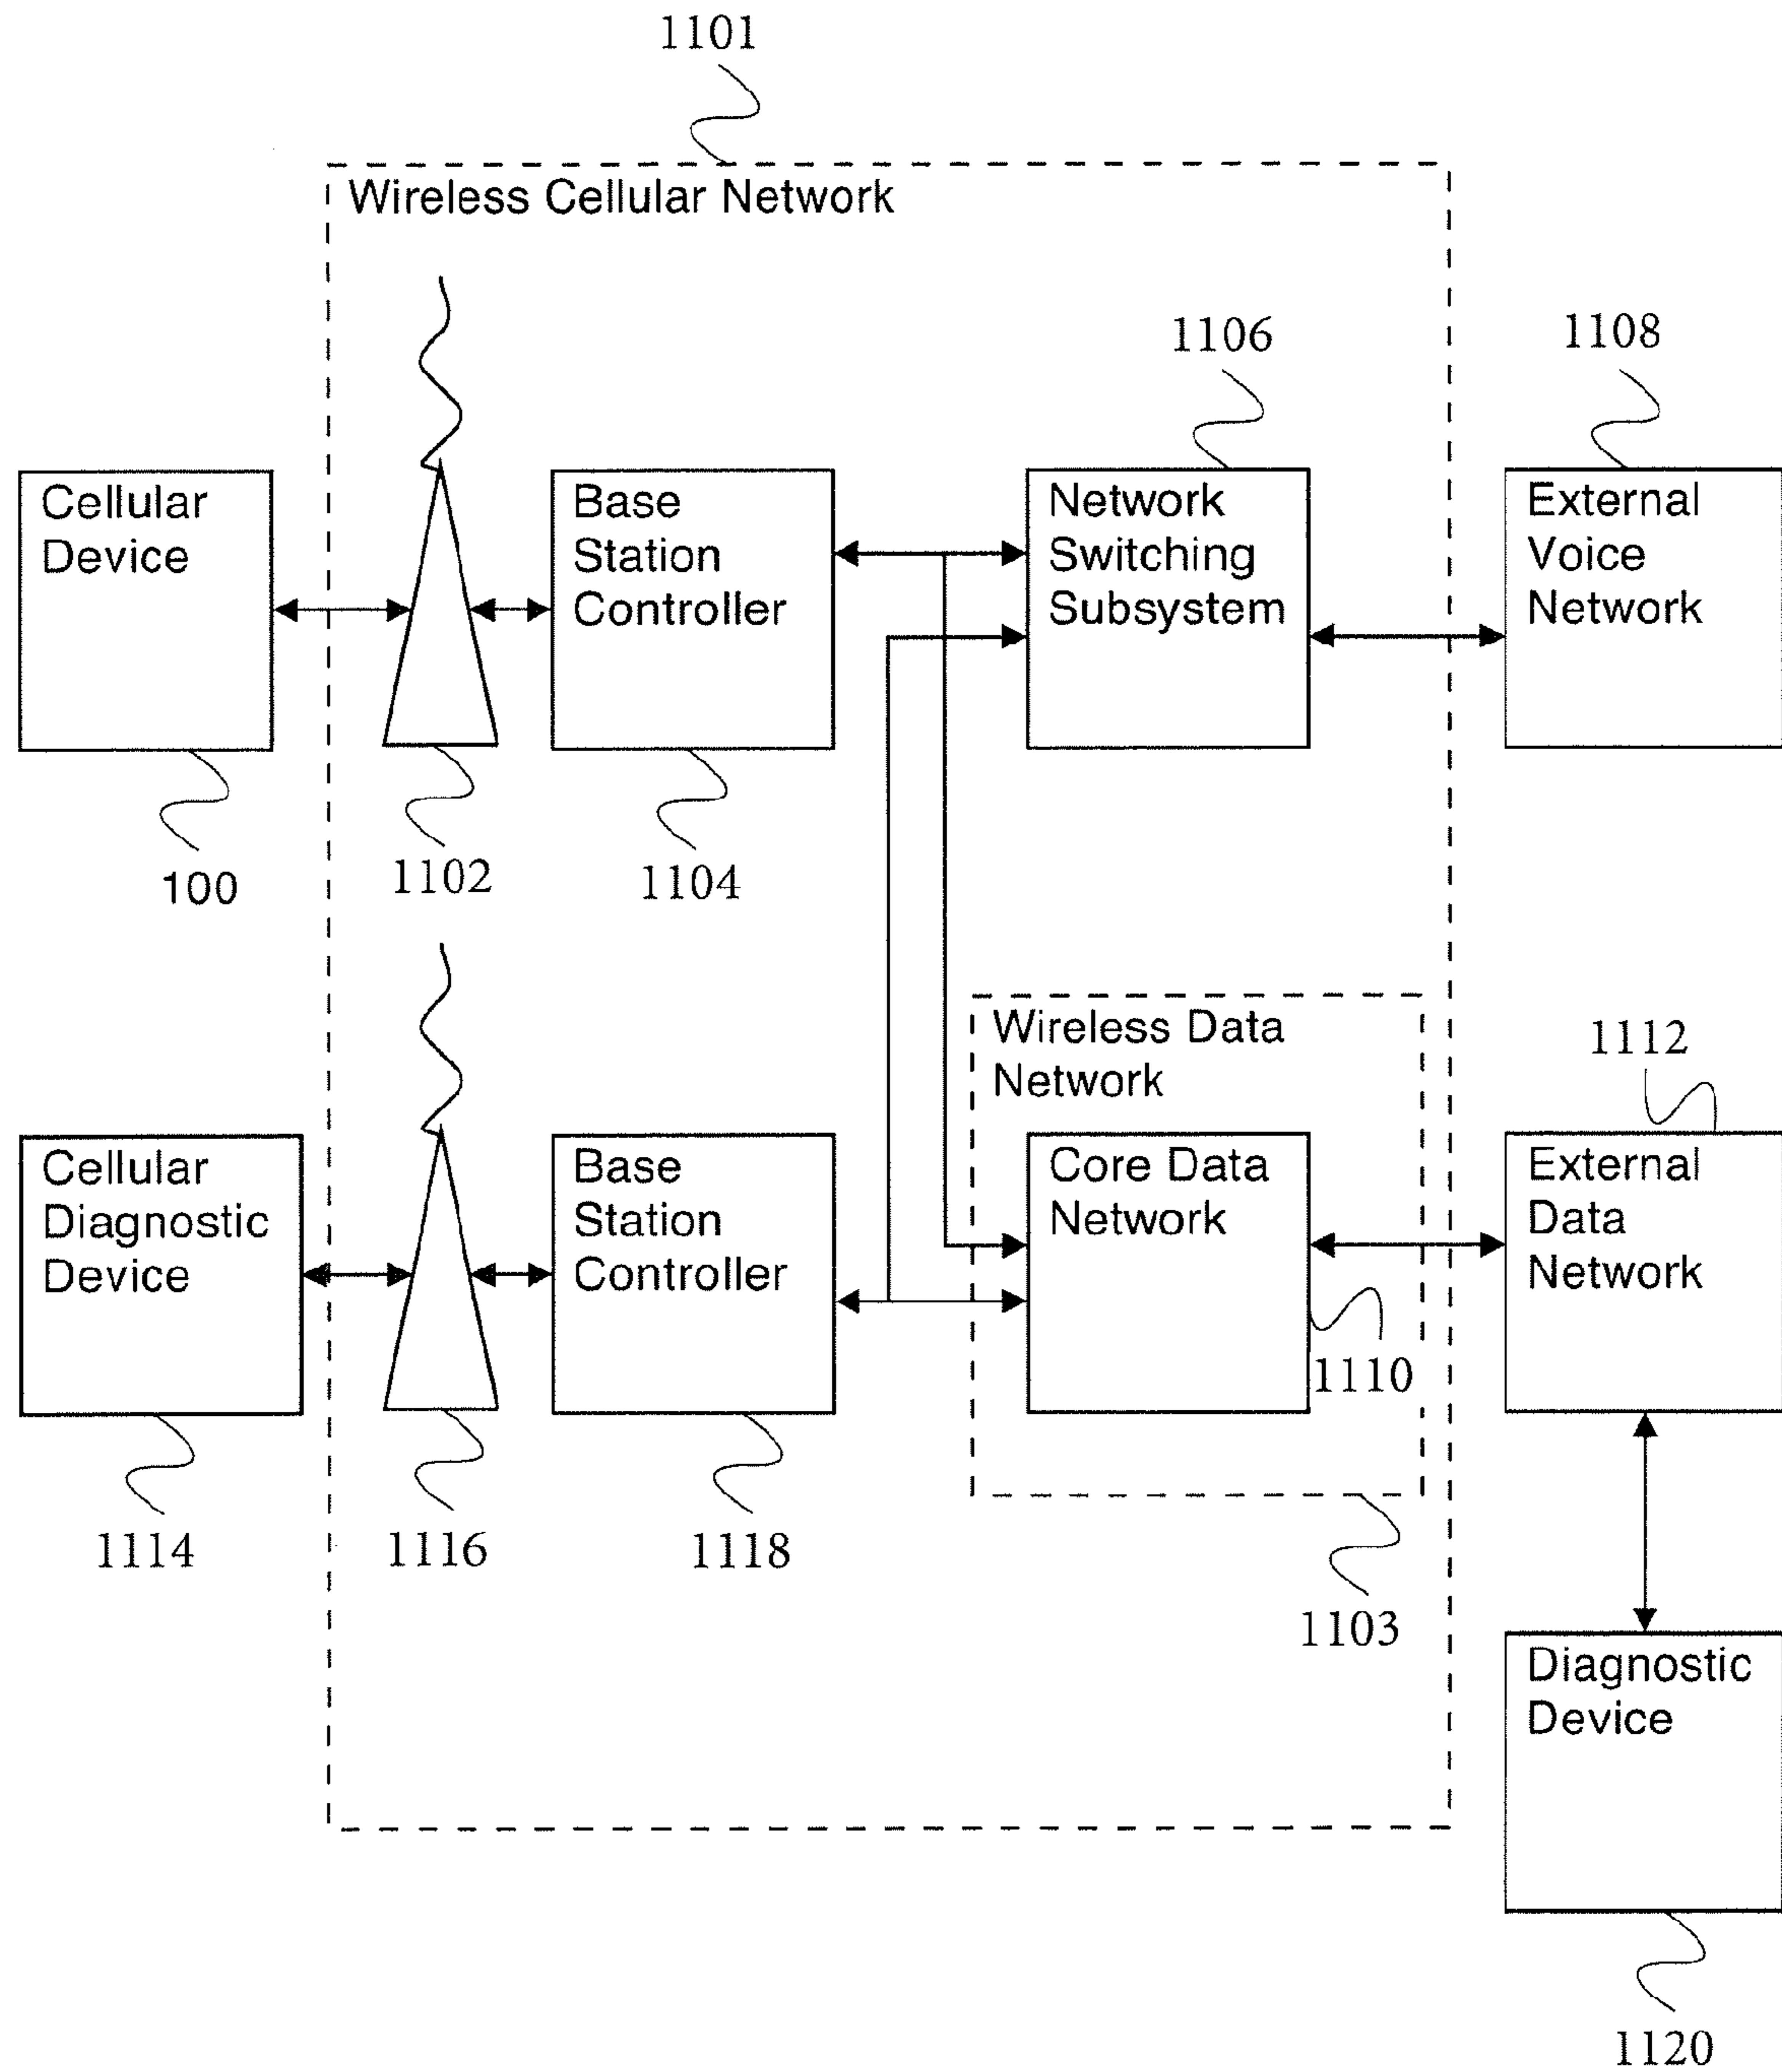 1101
Wireless Cellular Network
1106
1108
Cellular
Device
Base
Station
Controller
Network
Switching
Subsystem
External
Voice
Network
100
1102
1104
Wireless Data
Network
1112
Cellular
Diagnostic
Device
Base
Station
Controller
Core Data
Network
External
Data
Network
1110
1114
1116
1118
1103
Diagnostic
Device
1120